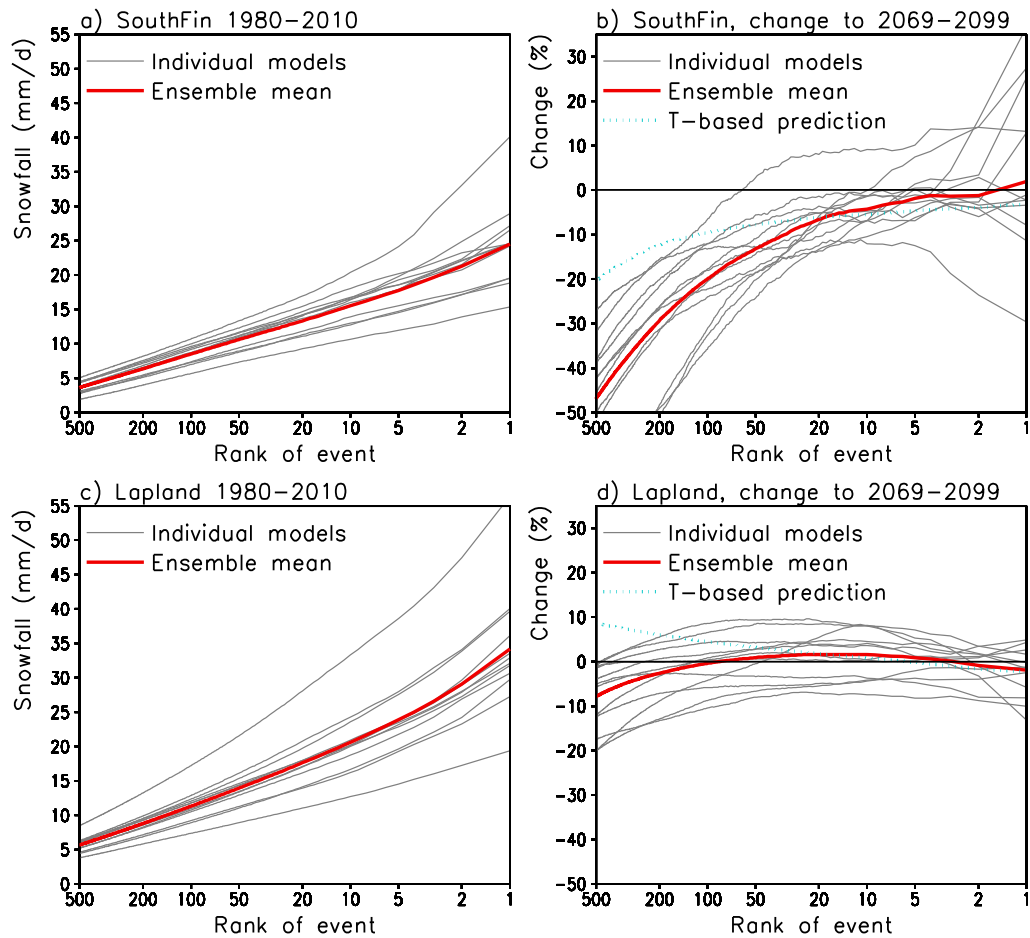 a) SouthFin 1980-2010
Snowfall (mm/d)
55
50
45
40
35
30
25
20
15
10
5
0
Individual models
Ensemble mean
500 200 100 50 20 10 5 2 1
Rank of event
b) SouthFin, change to 2069-2099
Change (%)
30
20
10
0
-10
-20
-30
-40
-50
Individual models
Ensemble mean
T-based prediction
500 200 100 50 20 10 5 2 1
Rank of event
c) Lapland 1980-2010
Snowfall (mm/d)
55
50
45
40
35
30
25
20
15
10
5
0
Individual models
Ensemble mean
500 200 100 50 20 10 5 2 1
Rank of event
d) Lapland, change to 2069-2099
Change (%)
30
20
10
0
-10
-20
-30
-40
-50
Individual models
Ensemble mean
T-based prediction
500 200 100 50 20 10 5 2 1
Rank of event